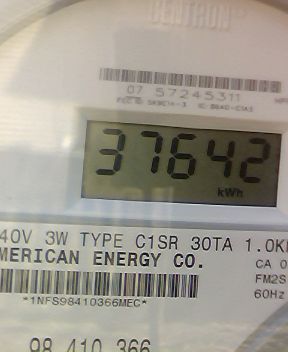 CENTRON
07 57245311
37642
kWh
40V 3W TYPE C1SR 30TA 1.0K
MERICAN ENERGY CO.
CA 0
FM2S
60Hz
*1NFS98410366MEC*
98 410 366